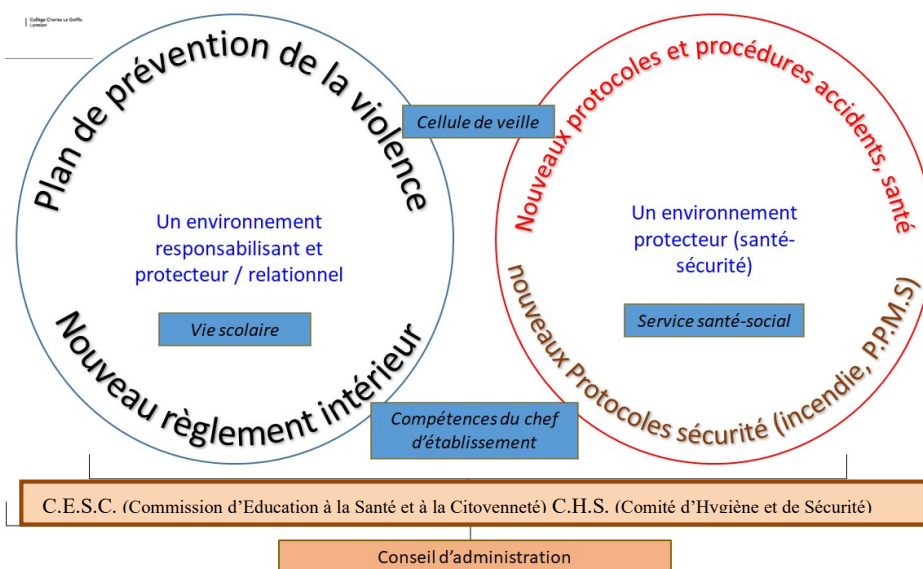 Collège Charles Le Goffic
Lannion
Plan de prévention de la violence
Cellule de veille
Nouveaux protocoles et procédures accidents, santé
Un environnement
responsabilisant et
protecteur / relationnel
Un environnement
protecteur (santé-
sécurité)
Vie scolaire
Service santé-social
Nouveau règlement intérieur
nouveaux Protocoles sécurité (incendie, P.P.M.S)
Compétences du chef
d'établissement
C.E.S.C. (Commission d'Education à la Santé et à la Citoyenneté) C.H.S. (Comité d'Hygiène et de Sécurité)
Conseil d'administration